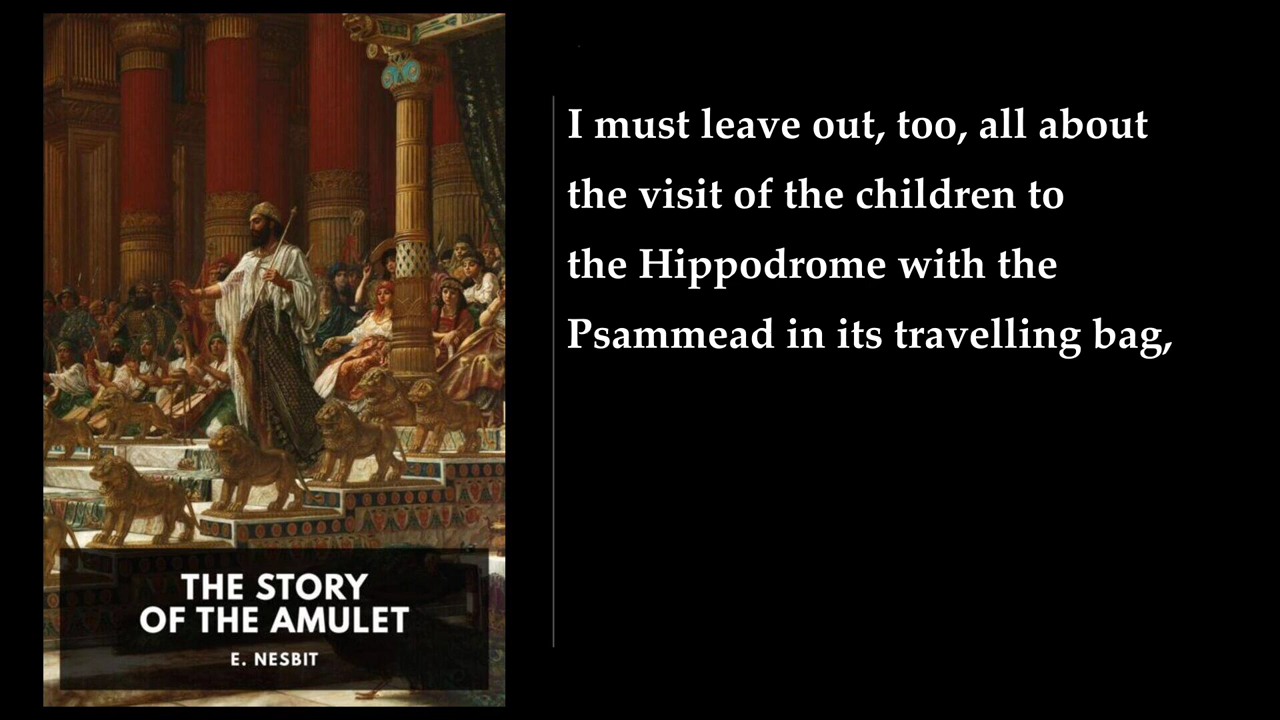 THE STORY
OF THE AMULET
E. NESBIT
I must leave out, too, all about
the visit of the children to
the Hippodrome with the
Psammead in its travelling bag,